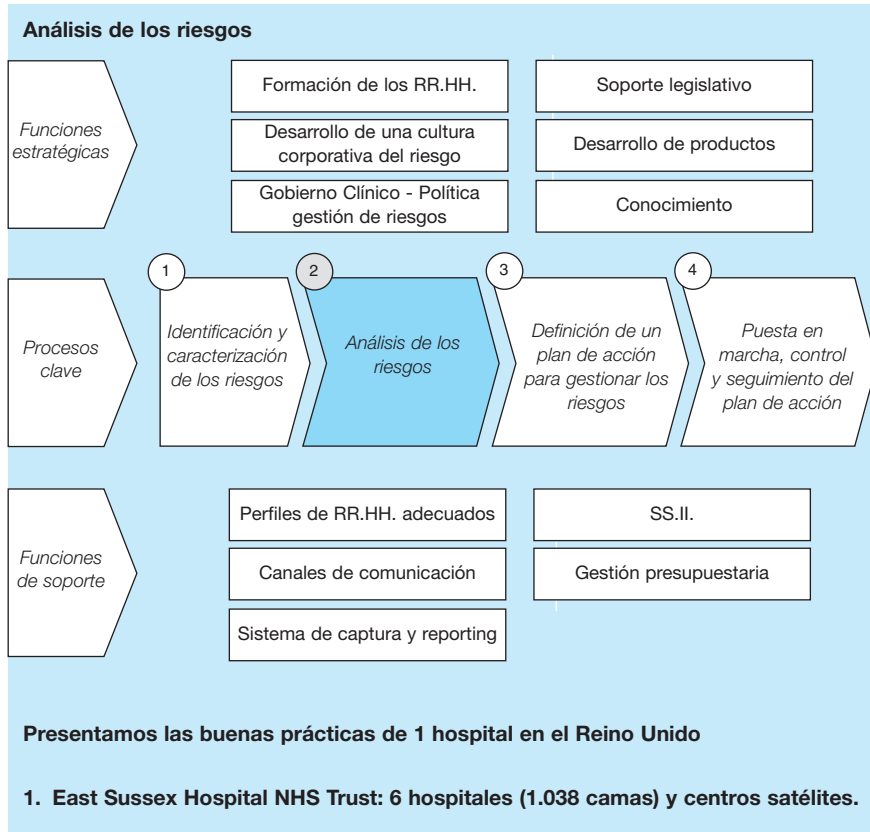 Análisis de los riesgos
Funciones
estratégicas
Formación de los RR.HH.
Soporte legislativo
Desarrollo de una cultura
corporativa del riesgo
Desarrollo de productos
Gobierno Clínico - Política
gestión de riesgos
Conocimiento
Procesos
clave
1
Identificación y
caracterización
de los riesgos
2
Análisis de los
riesgos
3
Definición de un
plan de acción
para gestionar los
riesgos
4
Puesta en
marcha, control
y seguimiento del
plan de acción
Funciones
de soporte
Perfiles de RR.HH. adecuados
SS.II.
Canales de comunicación
Gestión presupuestaria
Sistema de captura y reporting
Presentamos las buenas prácticas de 1 hospital en el Reino Unido
1. East Sussex Hospital NHS Trust: 6 hospitales (1.038 camas) y centros satélites.